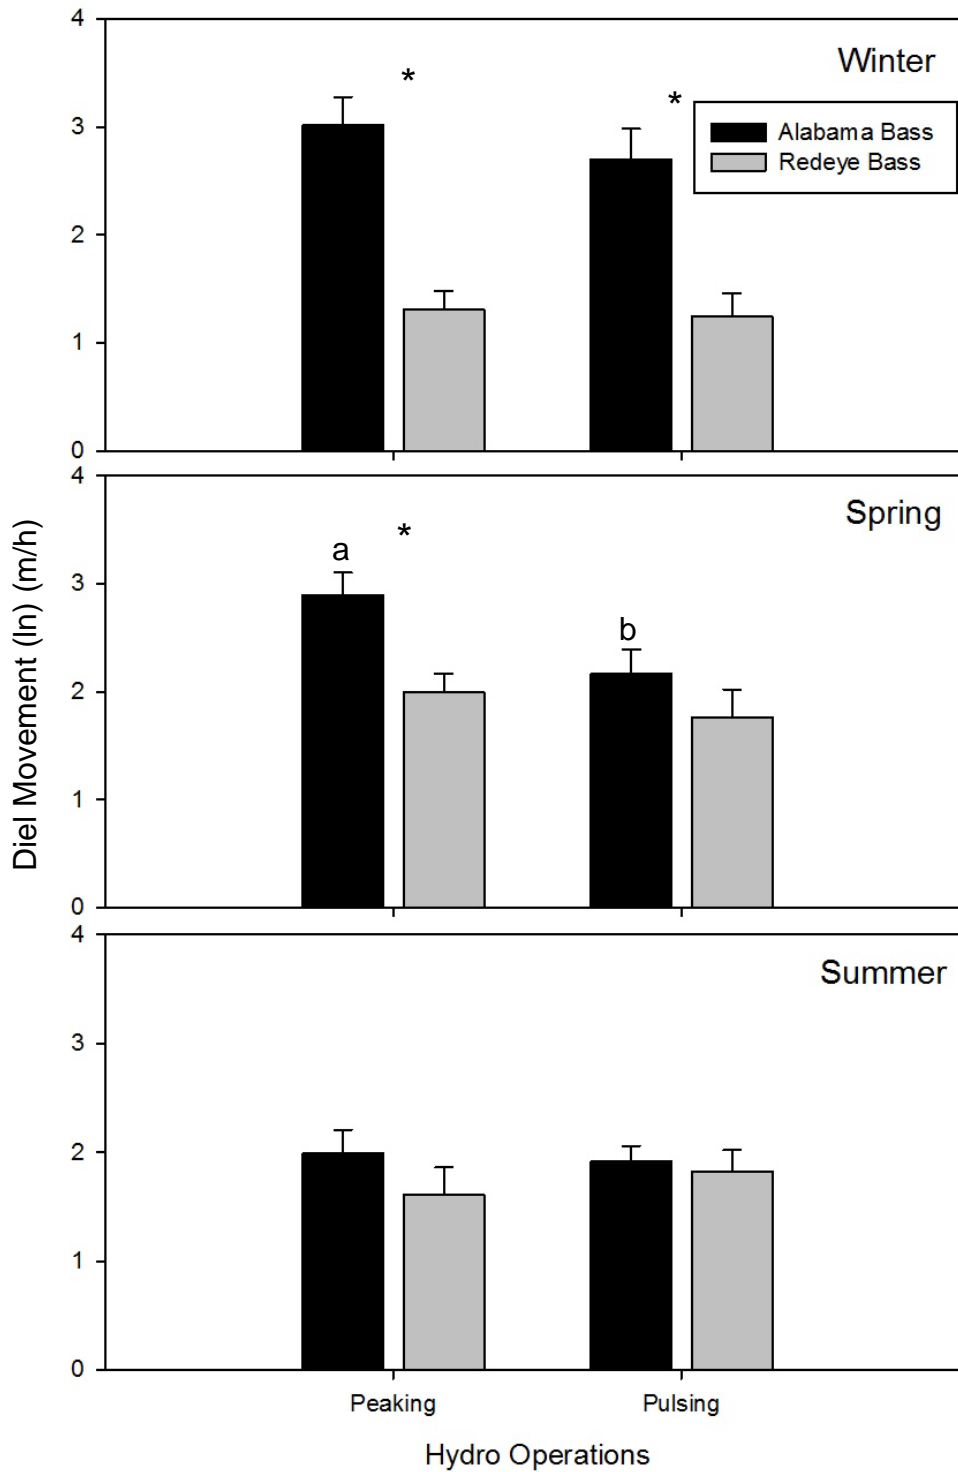 4
Winter
*
*
3
Alabama Bass
Redeye Bass
2
1
0
4
Spring
*
a
3
b
2
1
0
Diel Movement (ln) (m/h)
4
Summer
3
2
1
0
Peaking Pulsing
Hydro Operations